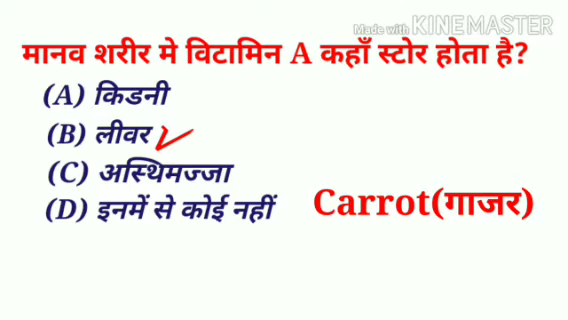 Made with KINEMASTER
मानव शरीर मे विटामिन A कहाँ स्टोर होता है?
(A) किडनी
(B) लीवर
(C) अस्थिमज्जा
(D) इनमें से कोई नहीं
Carrot(गाजर)